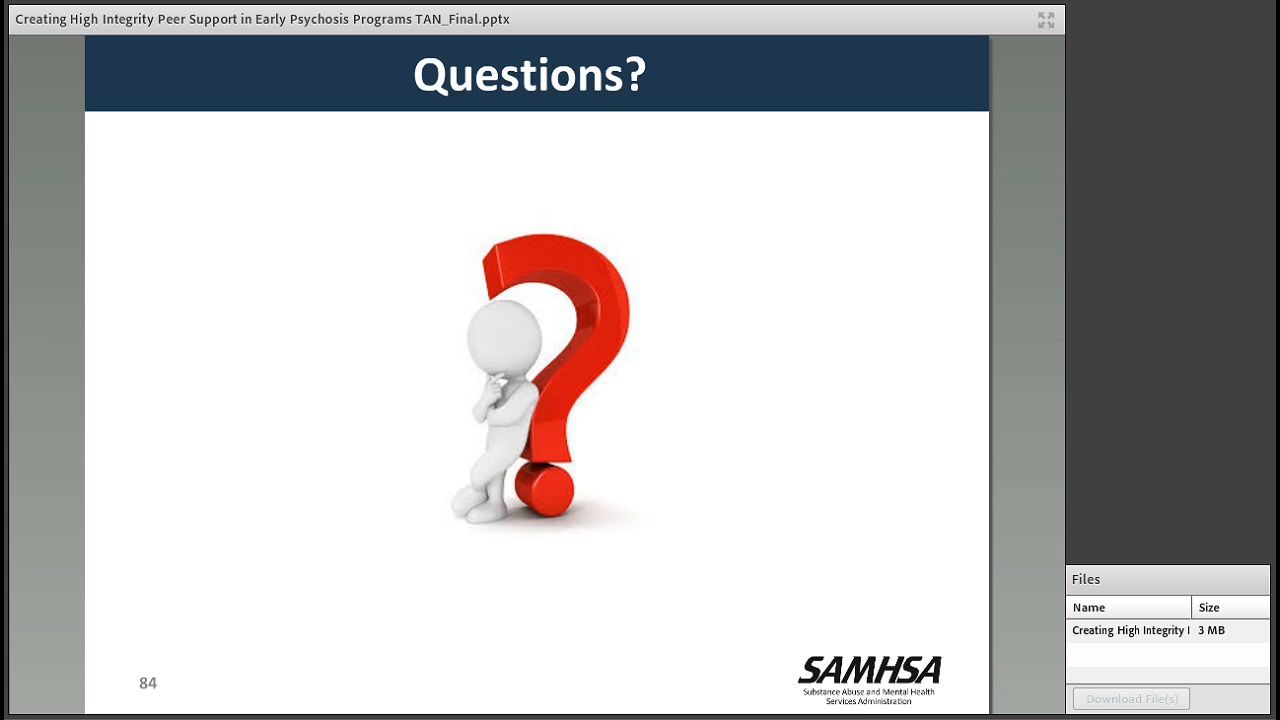 Creating High Integrity Peer Support in Early Psychosis Programs TAN_Final.pptx
Questions?
84
SAMHSA
Substance Abuse and Mental Health
Services Administration
Files
Name Size
Creating High Integrity 3 MB
Download File(s)